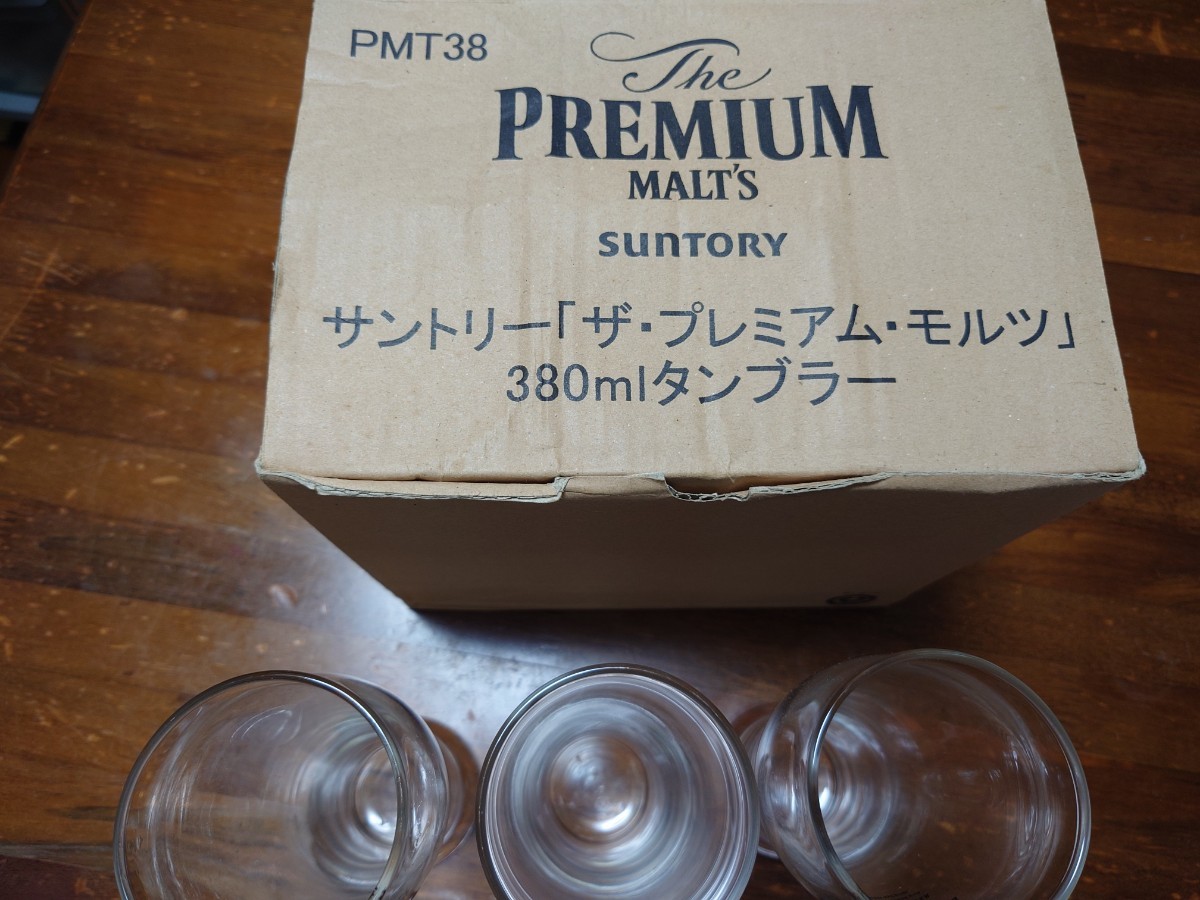 PMT38
The
PREMIUM
MALT'S
SUNTORY
サントリー「ザ・プレミアム・モルツ」
380mlタンブラー